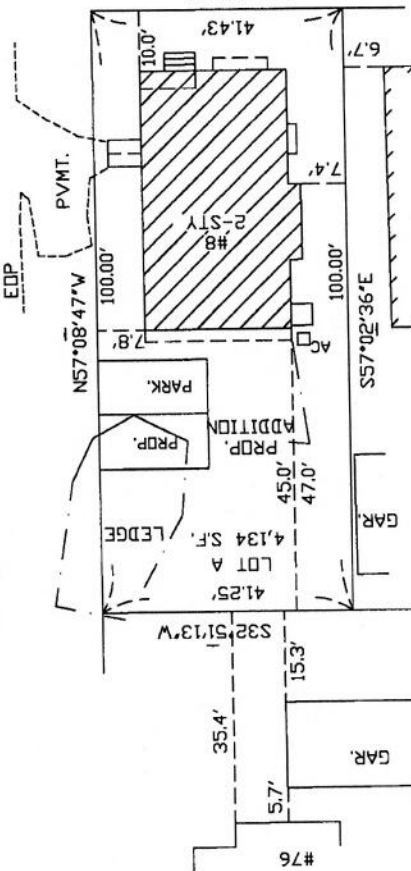 41.43'
6.7'
10.0'
EOP
PVMT.
7.4'
#8
2-STY
N57°08'47"W
100.00'
100.00'
S57°02'36"E
7.8'
AC
PARK.
PROP.
PROP.
ADDITION
45.0'
47.0'
GAR.
LEDGE
LOT A
4,134 S.F.
41.25'
S32°51'13"W
35.4'
15.3'
5.7'
GAR.
#76